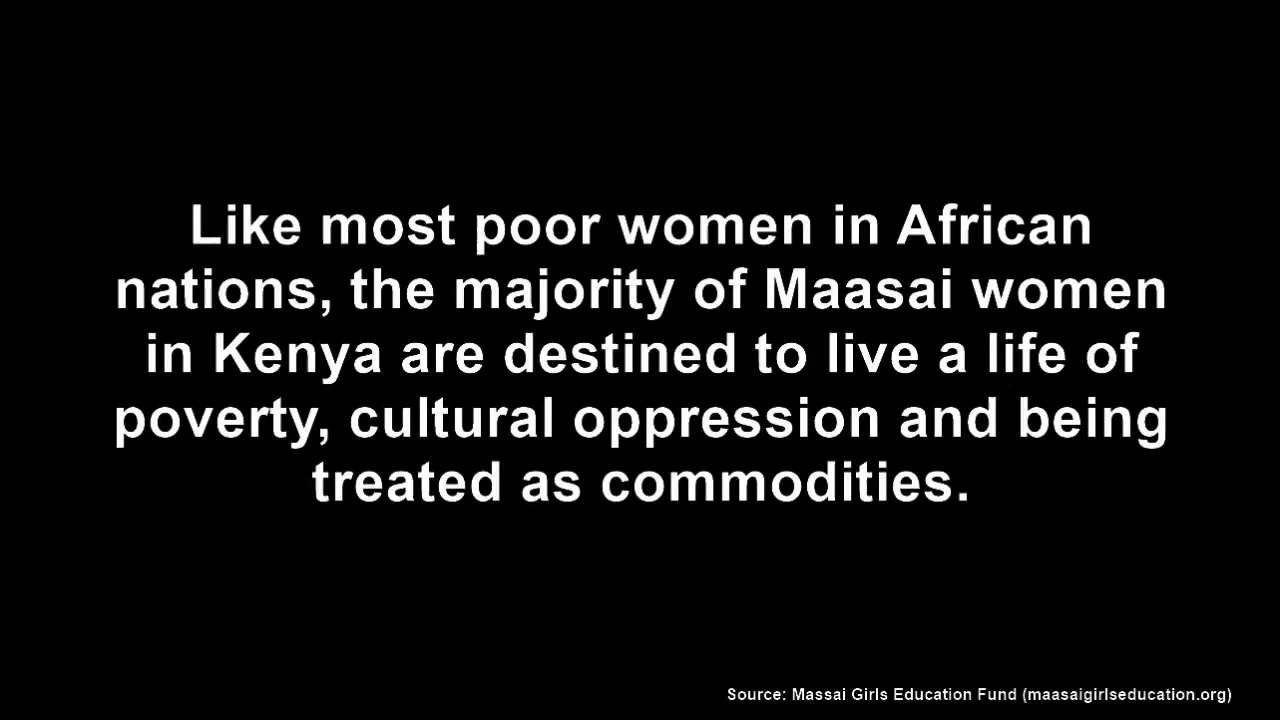 Like most poor women in African
nations, the majority of Maasai women
in Kenya are destined to live a life of
poverty, cultural oppression and being
treated as commodities.
Source: Massai Girls Education Fund (maasaigirlseducation.org)